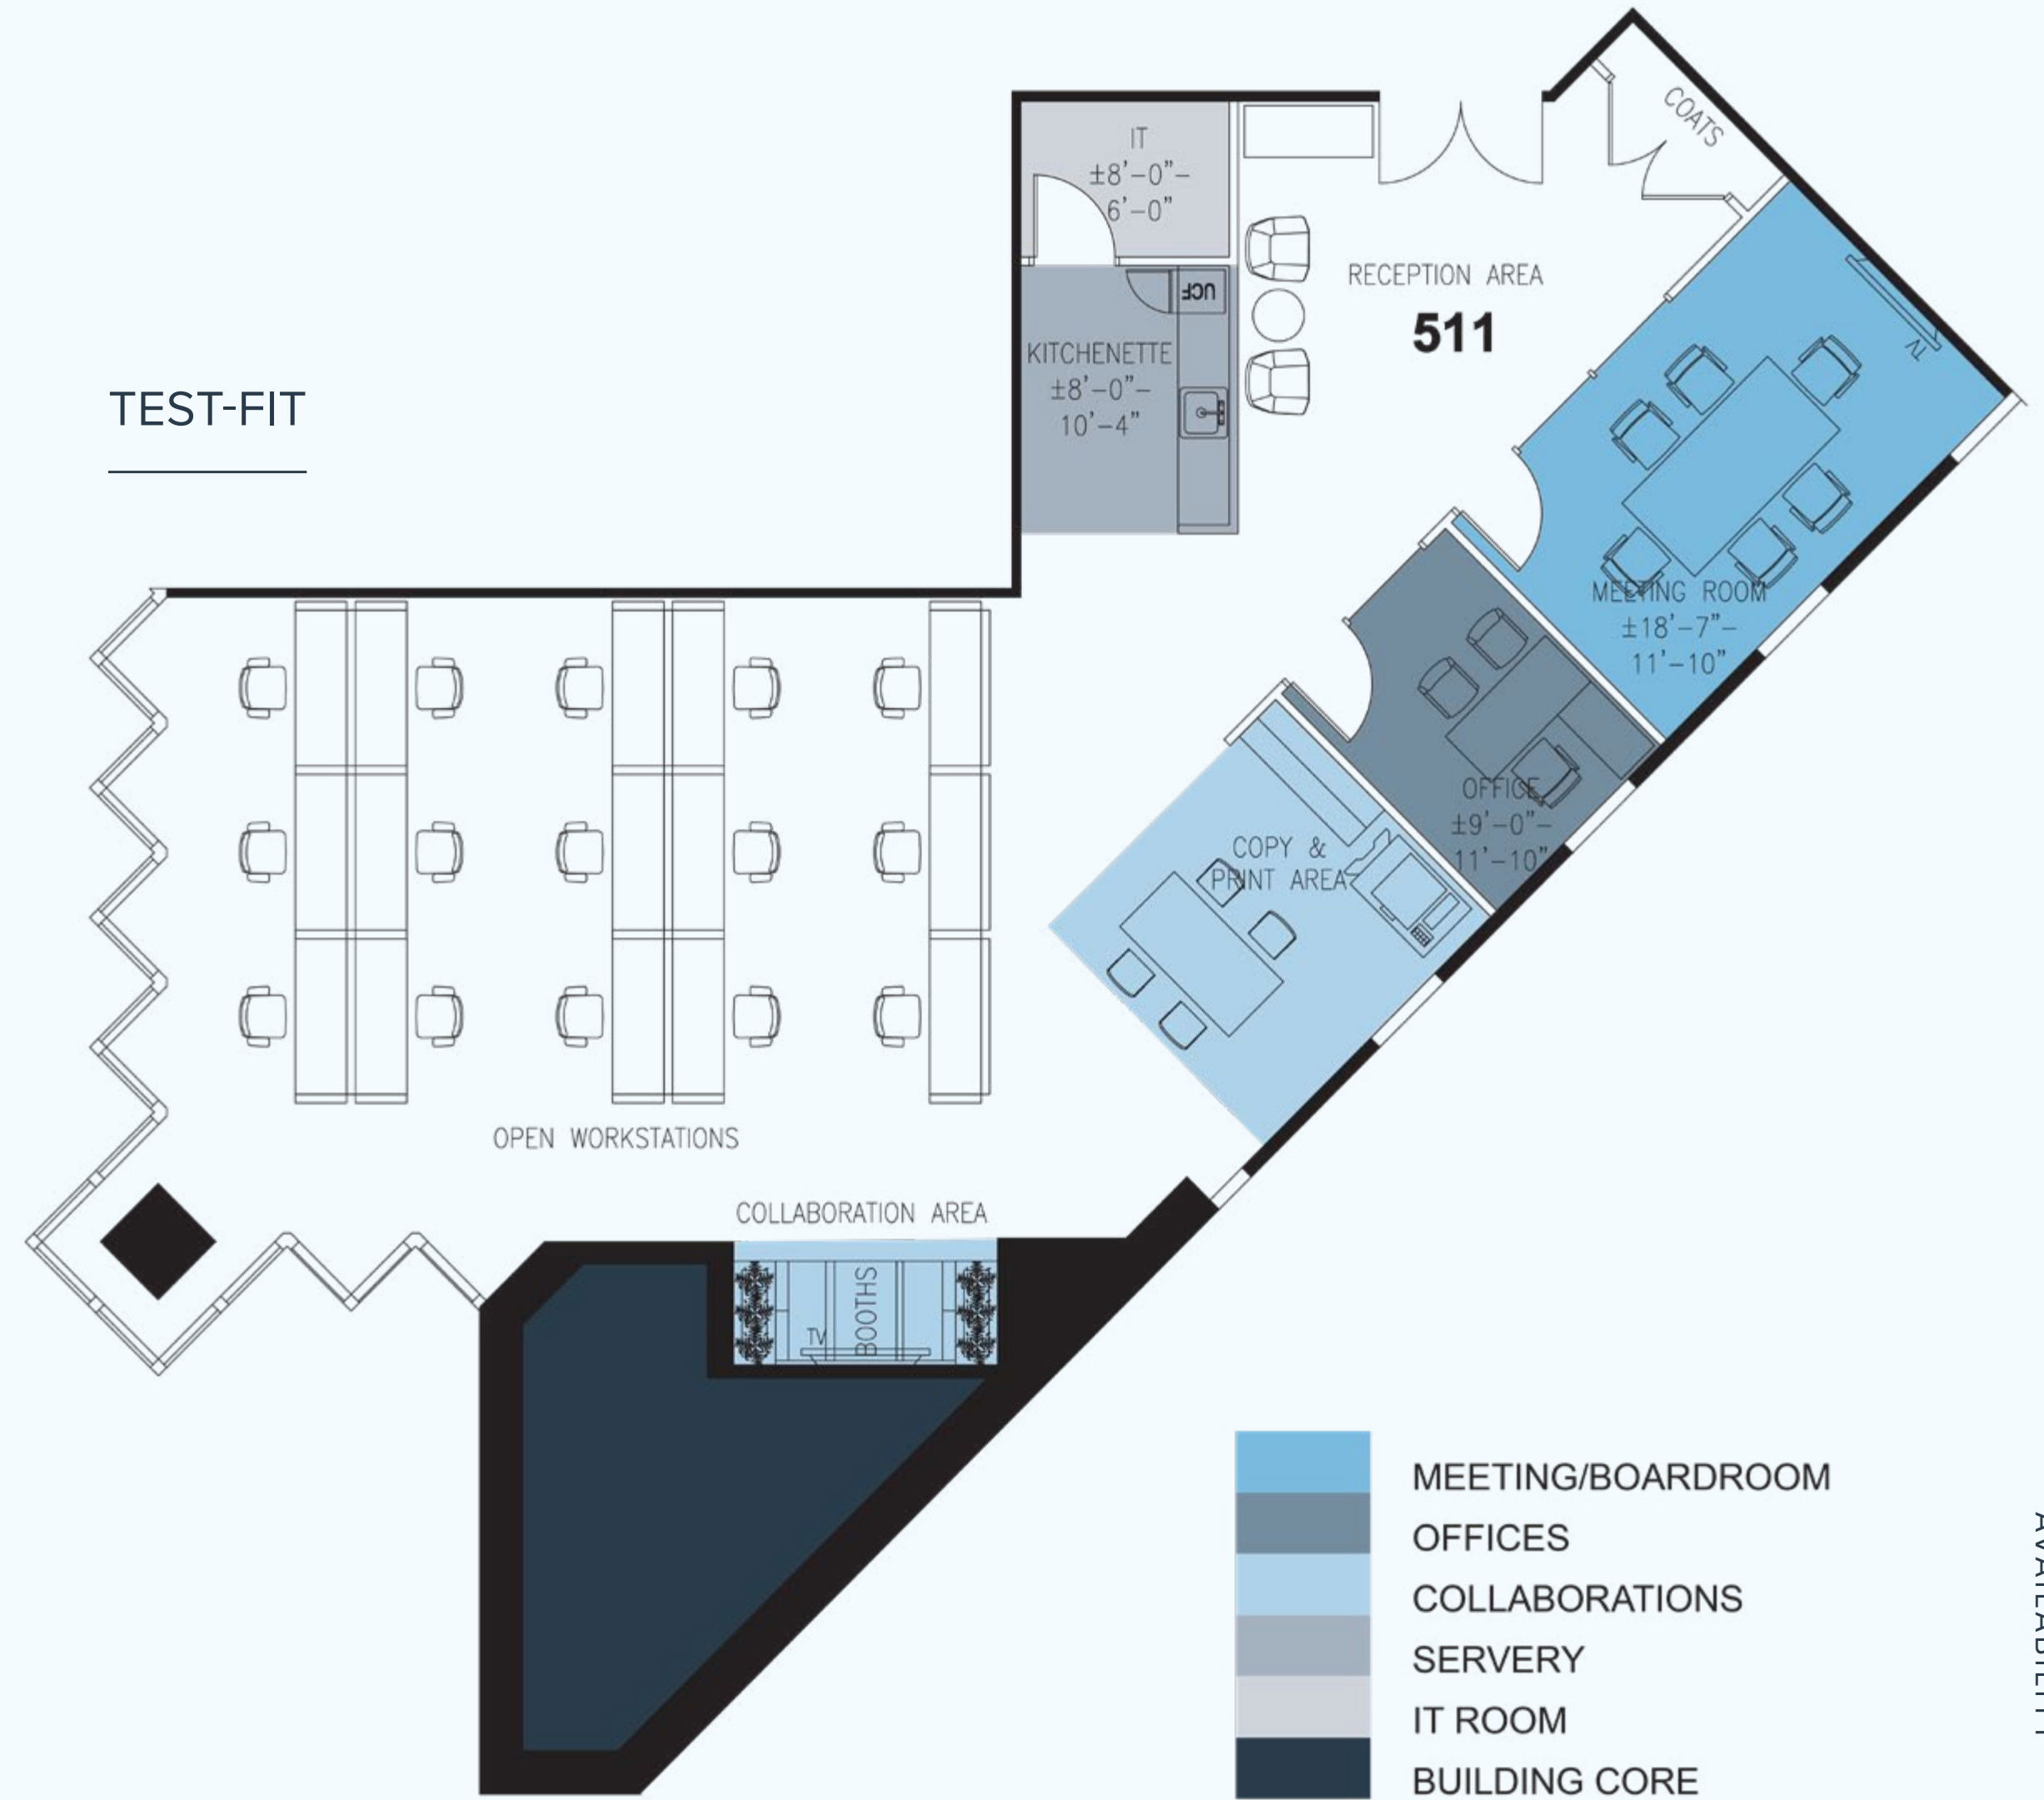 TEST-FIT
COATS
IT
±8'-0"-
6'-0"
UCF
RECEPTION AREA
511
KITCHENETTE
±8'-0"-
10'-4"
TV
MEETING ROOM
±18'-7"-
11'-10"
OFFICE
±9'-0"-
11'-10"
COPY &
PRINT AREA
OPEN WORKSTATIONS
COLLABORATION AREA
BOOTHS
TV
MEETING/BOARDROOM
OFFICES
COLLABORATIONS
SERVERY
IT ROOM
BUILDING CORE
AVAILABILITY